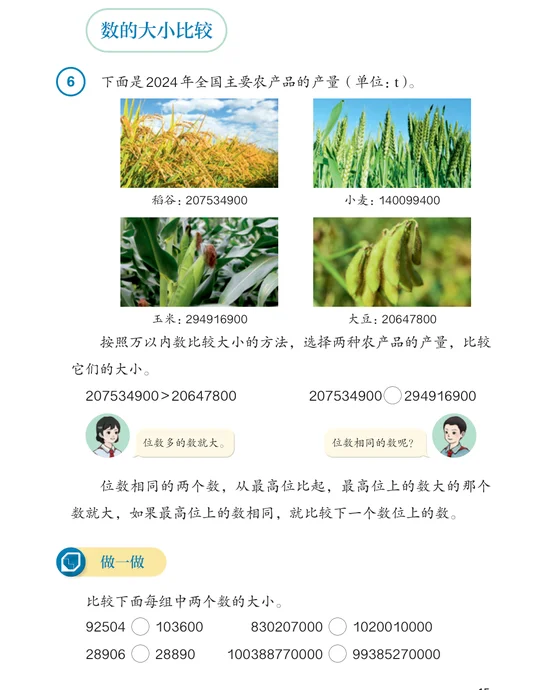 数的大小比较
6 下面是2024年全国主要农产品的产量（单位：t）。
稻谷：207534900 小麦：140099400
玉米：294916900 大豆：20647800
按照万以内数比较大小的方法，选择两种农产品的产量，比较
它们的大小。
207534900＞20647800 207534900○294916900
位数多的数就大。 位数相同的数呢？
位数相同的两个数，从最高位比起，最高位上的数大的那个
数就大，如果最高位上的数相同，就比较下一个数位上的数。
做一做
比较下面每组中两个数的大小。
92504○103600 830207000○1020010000
28906○28890 100388770000○99385270000